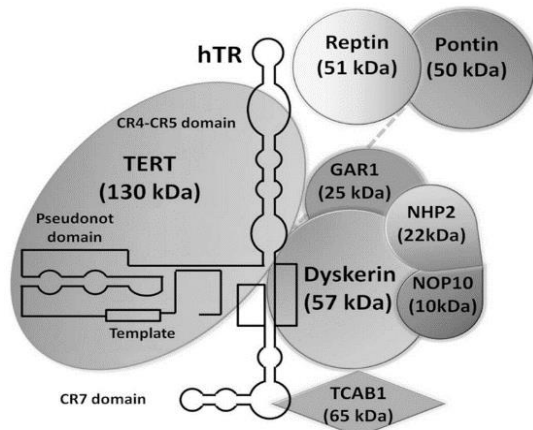 hTR
Reptin
(51 kDa)
Pontin
(50 kDa)
CR4-CR5 domain
TERT
(130 kDa)
GAR1
(25 kDa)
Pseudonot
domain
NHP2
(22kDa)
Dyskerin
(57 kDa)
NOP10
(10kDa)
Template
CR7 domain
TCAB1
(65 kDa)